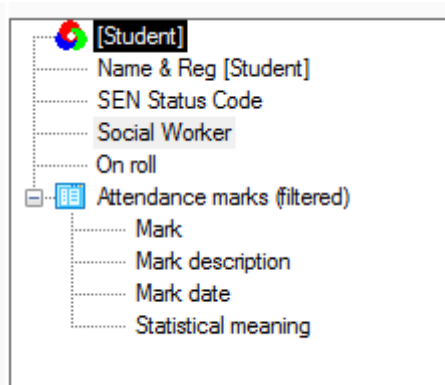 [Student]
Name & Reg [Student]
SEN Status Code
Social Worker
On roll
Attendance marks (filtered)
Mark
Mark description
Mark date
Statistical meaning